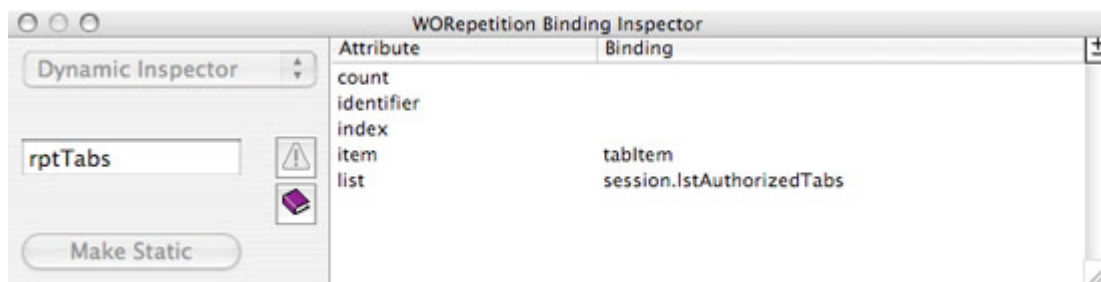 WORepetition Binding Inspector
Dynamic Inspector
rptTabs
Make Static
Attribute Binding
count
identifier
index
item tabItem
list session.lstAuthorizedTabs